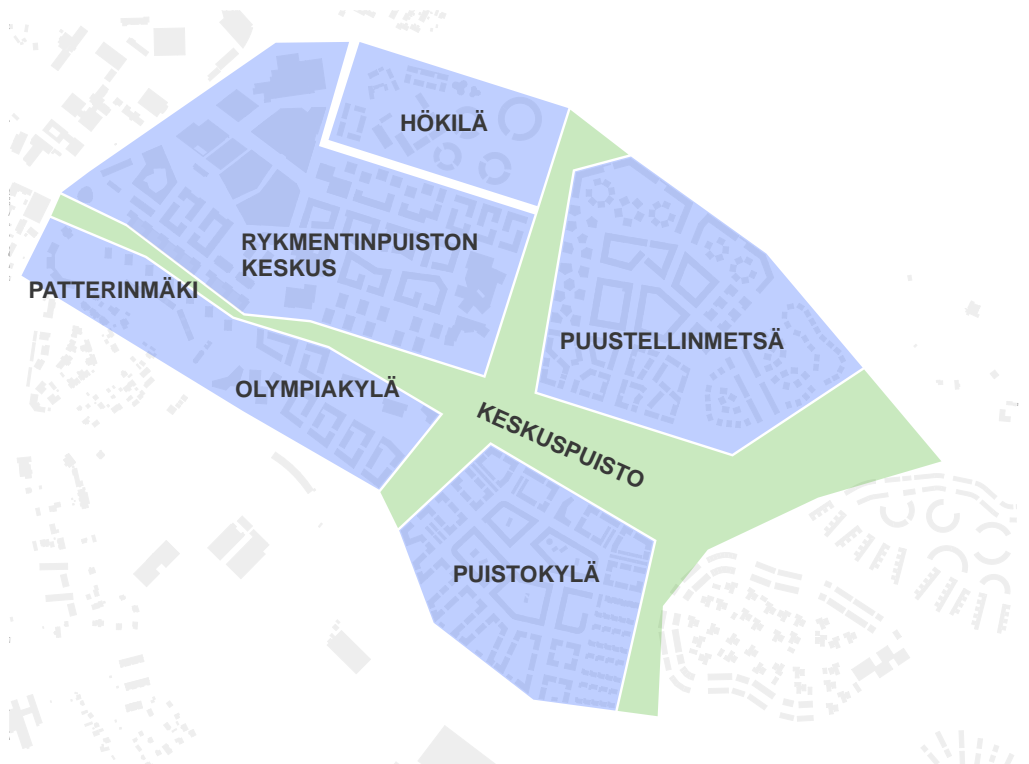 HÖKILÄ
RYKMENTINPUISTON
KESKUS
PATTERINMÄKI
PUUSTELLINMETSÄ
OLYMPIAKYLÄ
KESKUSPUISTO
PUISTOKYLÄ